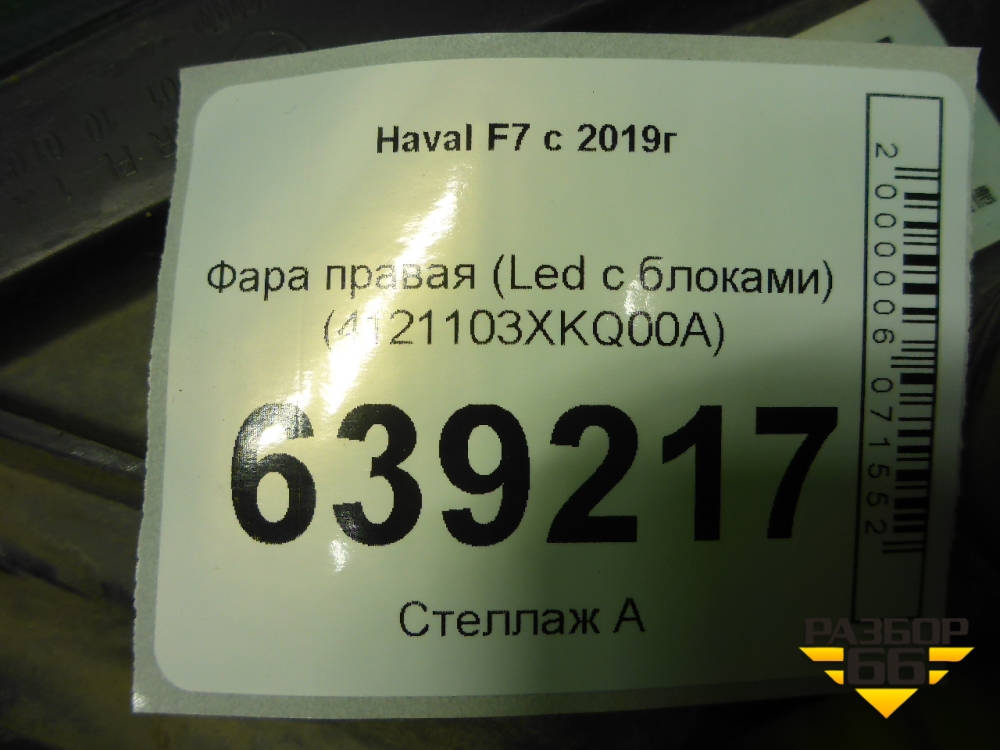 Haval F7 с 2019г
Фара правая (Led с блоками)
(4121103XKQ00A)
639217
Стеллаж А
2000006071552
РАЗБОР
66